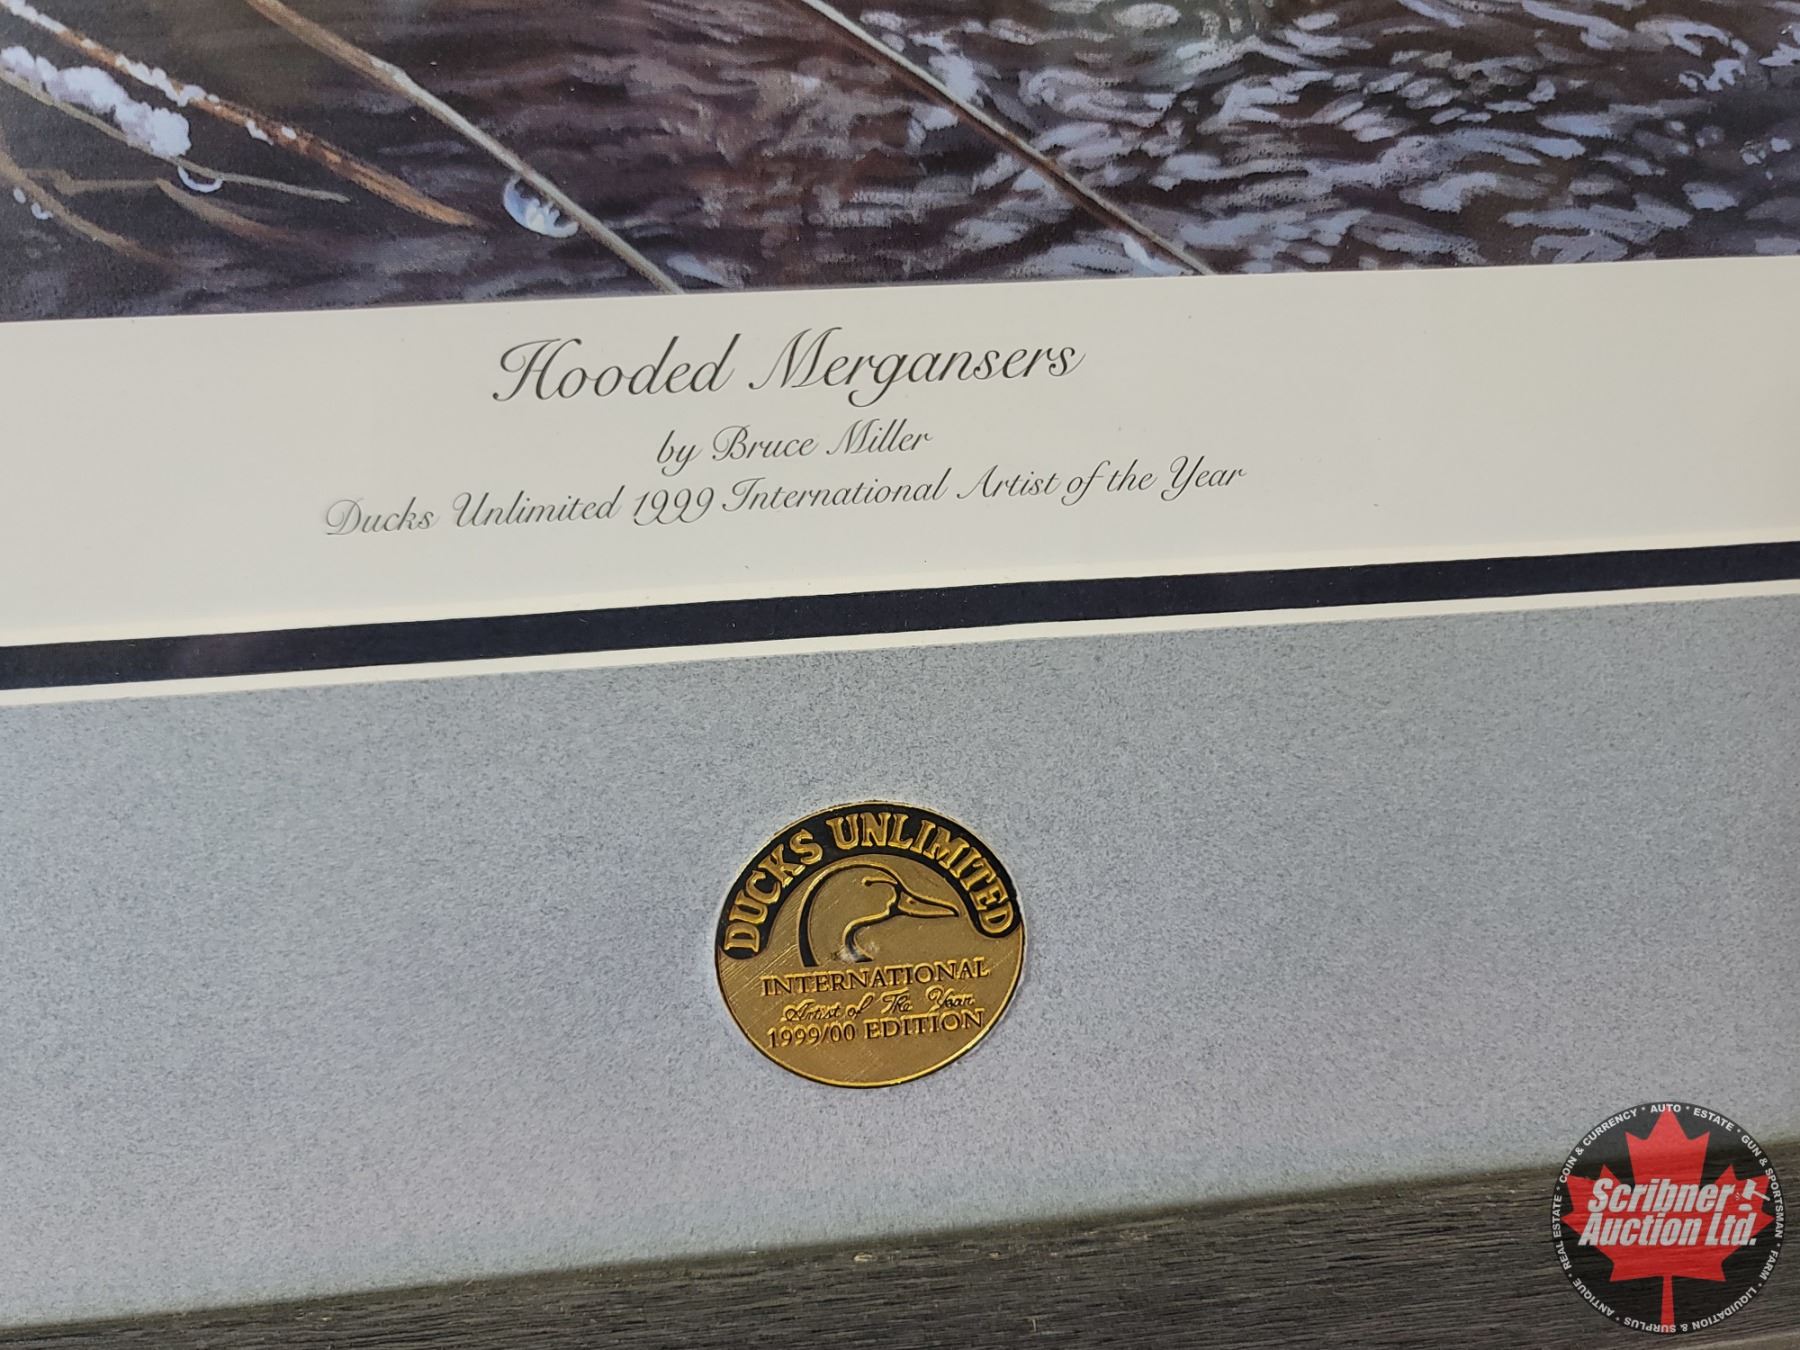 Hooded Mergansers
by Bruce Miller
Ducks Unlimited 1999 International Artist of the Year
DUCKS UNLIMITED
INTERNATIONAL
Artist of The Year
1999/00 EDITION
Scribner
Auction Ltd.
ANTIQUE * REAL ESTATE * COIN & CURRENCY * AUTO * ESTATE * GUN & SPORTSMAN * FARM * LIQUIDATION & SURPLUS *